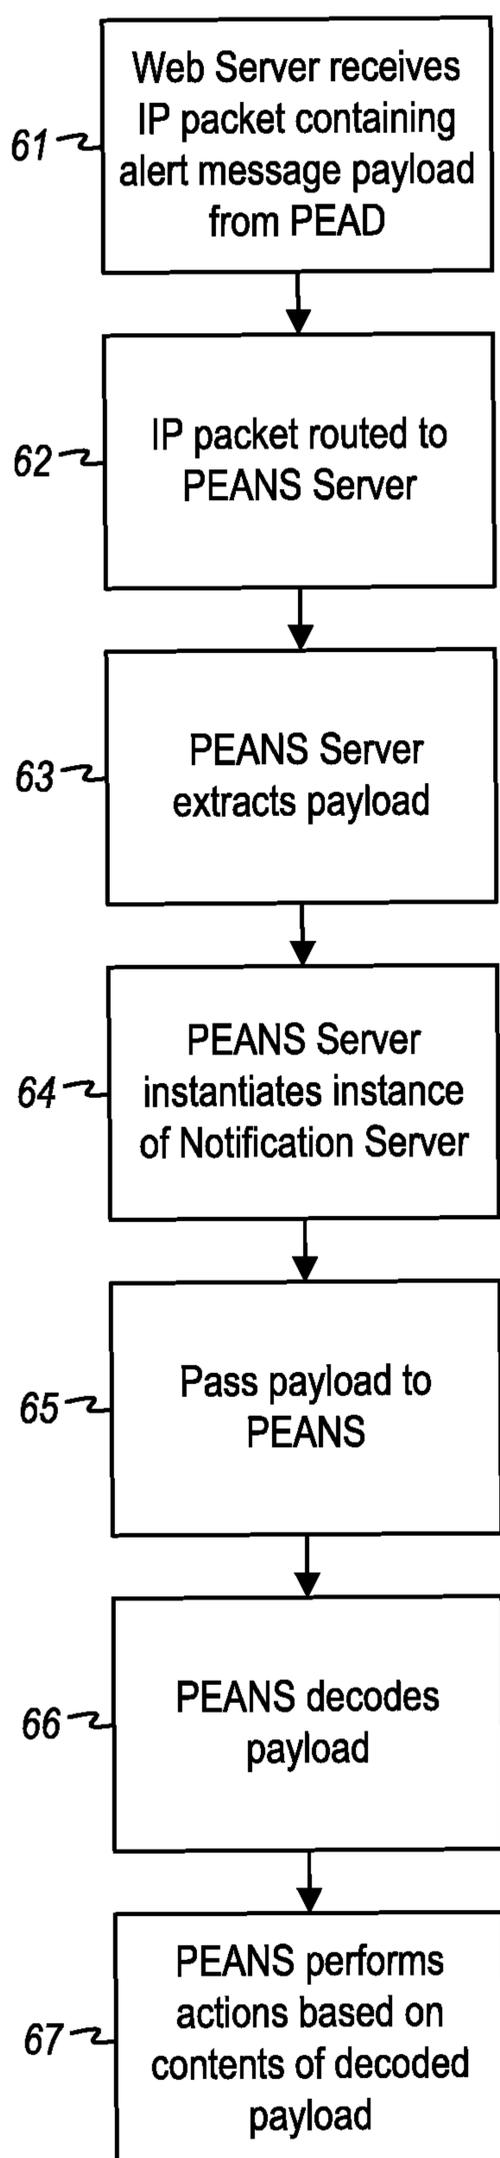 61
Web Server receives
IP packet containing
alert message payload
from PEAD
62
IP packet routed to
PEANS Server
63
PEANS Server
extracts payload
64
PEANS Server
instantiates instance
of Notification Server
65
Pass payload to
PEANS
66
PEANS decodes
payload
67
PEANS performs
actions based on
contents of decoded
payload